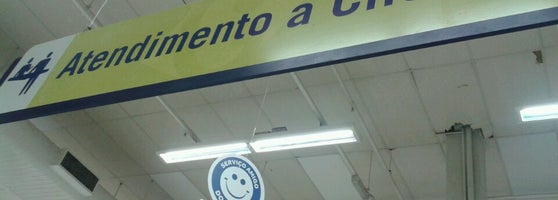 Atendimento a
SERVIÇO AMIGO